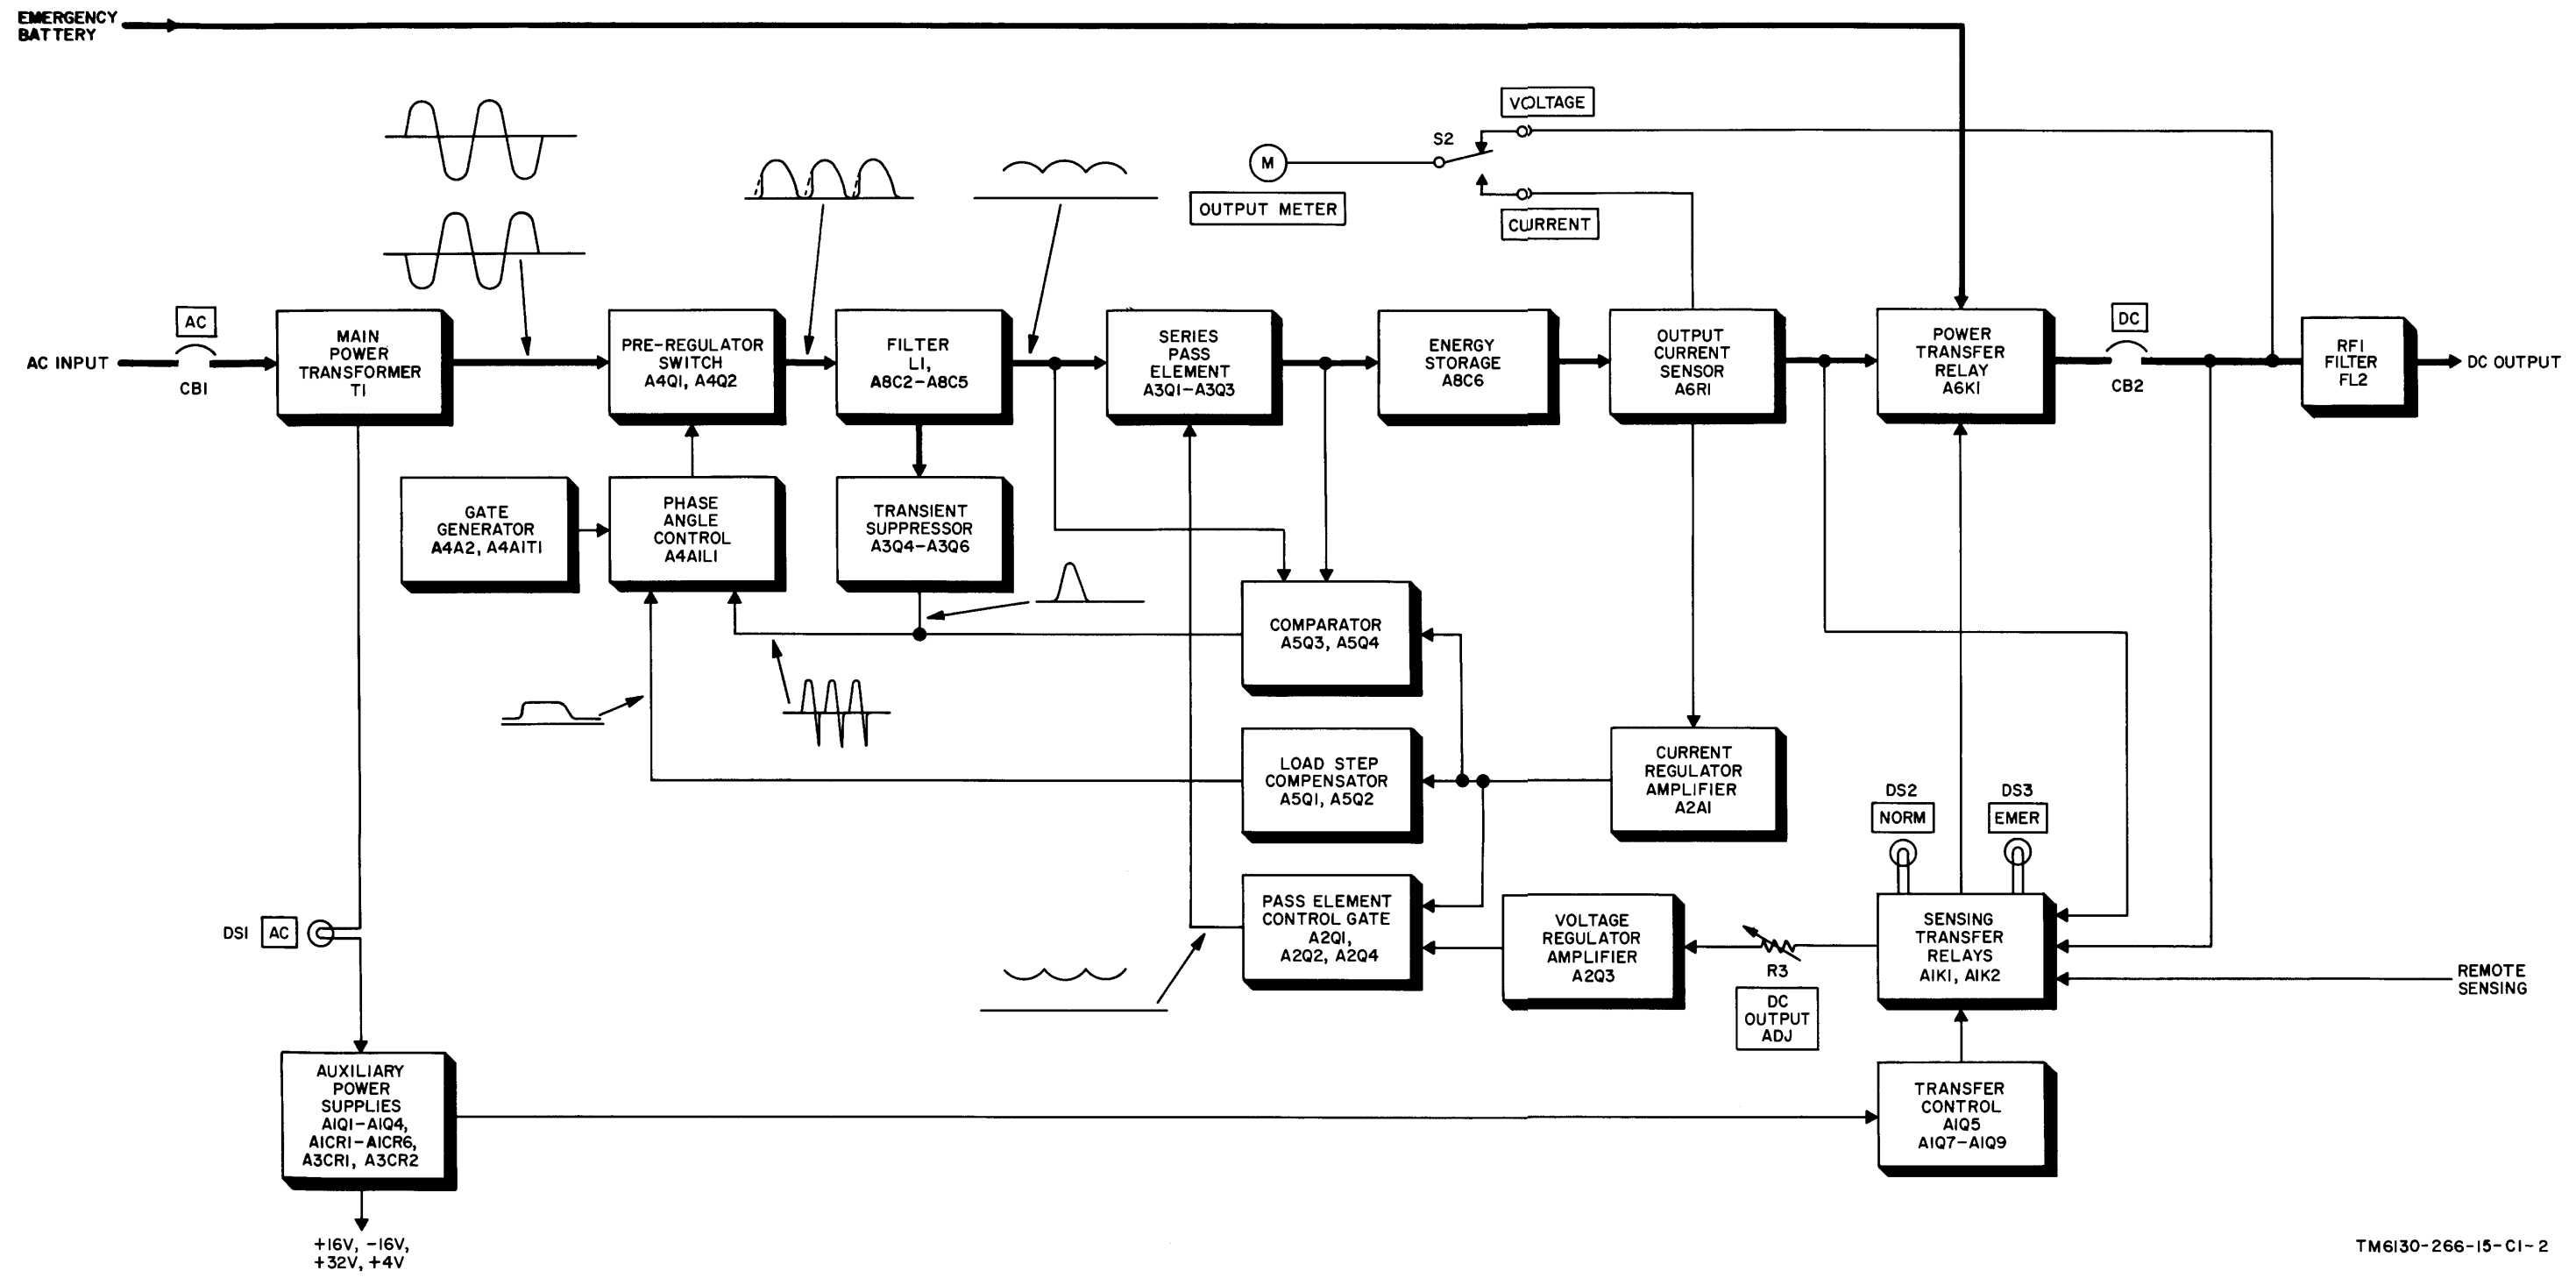 EMERGENCY
BATTERY
VOLTAGE
S2
M
OUTPUT METER
CURRENT
AC
AC INPUT
CB1
MAIN
POWER
TRANSFORMER
T1
PRE-REGULATOR
SWITCH
A4Q1, A4Q2
FILTER
L1,
A8C2-A8C5
SERIES
PASS
ELEMENT
A3Q1-A3Q3
ENERGY
STORAGE
A8C6
OUTPUT
CURRENT
SENSOR
A6R1
POWER
TRANSFER
RELAY
A6K1
DC
CB2
RFI
FILTER
FL2
DC OUTPUT
GATE
GENERATOR
A4A2, A4A1T1
PHASE
ANGLE
CONTROL
A4A1L1
TRANSIENT
SUPPRESSOR
A3Q4-A3Q6
COMPARATOR
A5Q3, A5Q4
LOAD STEP
COMPENSATOR
A5Q1, A5Q2
CURRENT
REGULATOR
AMPLIFIER
A2A1
DS2
NORM
DS3
EMER
DS1
AC
PASS ELEMENT
CONTROL GATE
A2Q1,
A2Q2, A2Q4
VOLTAGE
REGULATOR
AMPLIFIER
A2Q3
R3
DC
OUTPUT
ADJ
SENSING
TRANSFER
RELAYS
A1K1, A1K2
REMOTE
SENSING
AUXILIARY
POWER
SUPPLIES
A1Q1-A1Q4,
A1CR1-A1CR6,
A3CR1, A3CR2
TRANSFER
CONTROL
A1Q5
A1Q7-A1Q9
+16V, -16V,
+32V, +4V
TM6130-266-15-C1-2